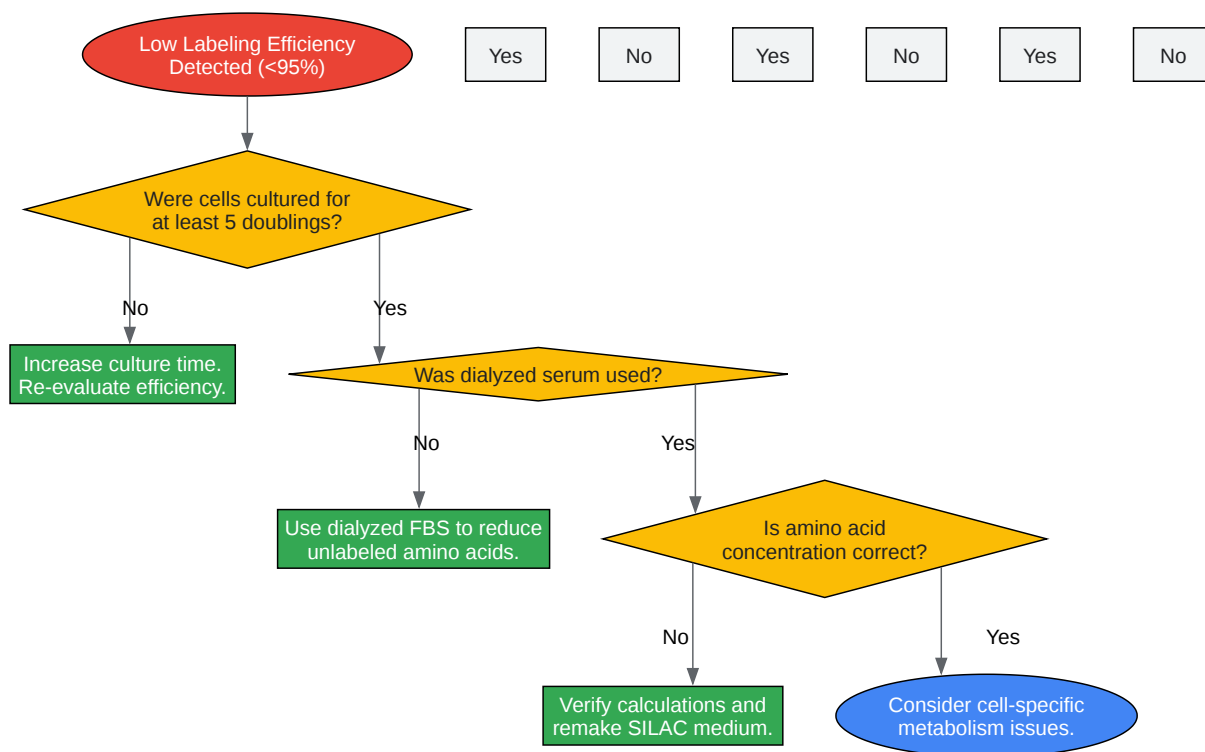 Low Labeling Efficiency
Detected (<95%)
Yes
No
Yes
No
Yes
No
Were cells cultured for
at least 5 doublings?
No
Yes
Increase culture time.
Re-evaluate efficiency.
Was dialyzed serum used?
No
Yes
Use dialyzed FBS to reduce
unlabeled amino acids.
Is amino acid
concentration correct?
No
Yes
Verify calculations and
remake SILAC medium.
Consider cell-specific
metabolism issues.